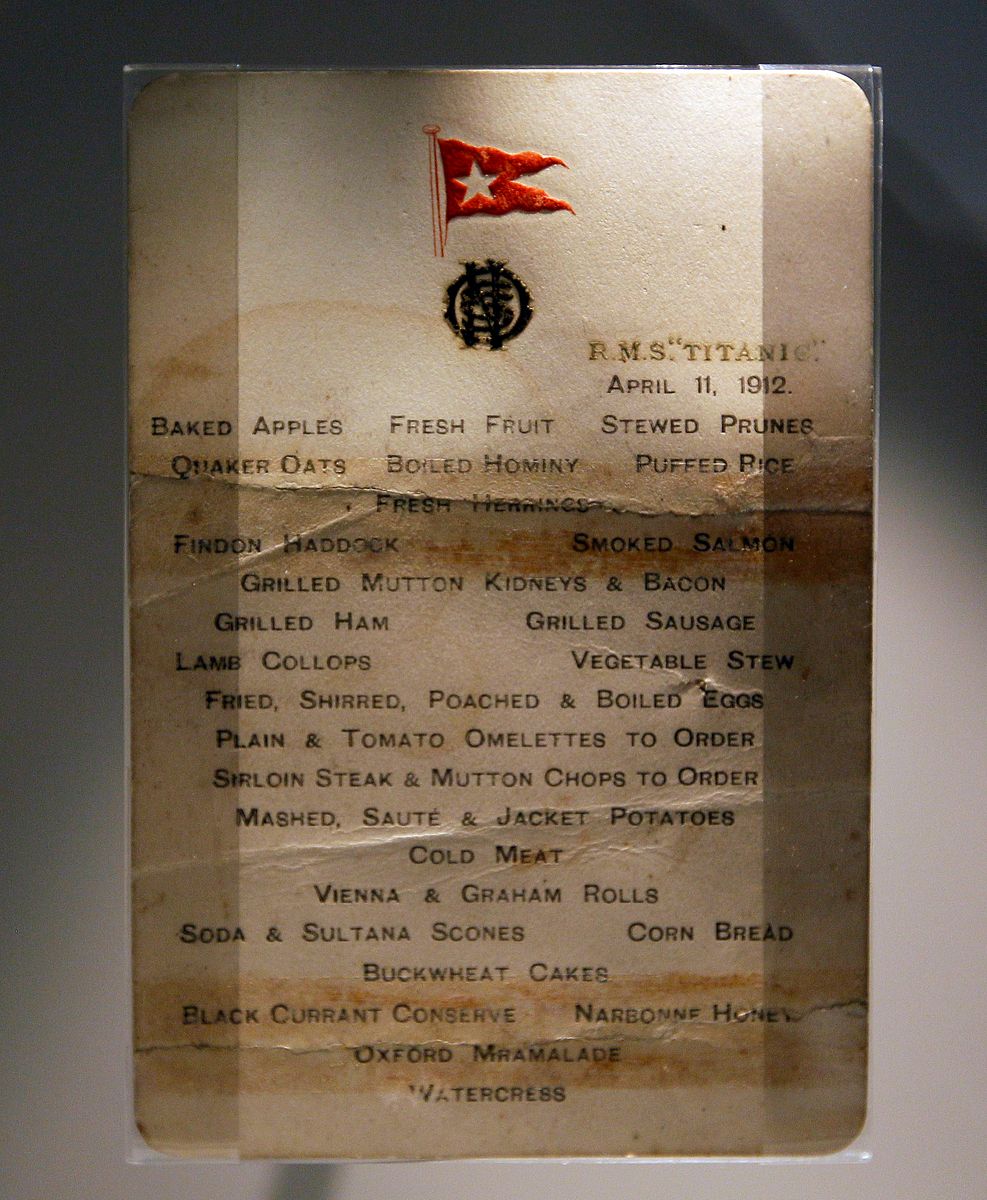 R.M.S. "TITANIC."
APRIL 11, 1912.
BAKED APPLES FRESH FRUIT STEWED PRUNES
QUAKER OATS BOILED HOMINY PUFFED RICE
FRESH HERRINGS
FINDON HADDOCK SMOKED SALMON
GRILLED MUTTON KIDNEYS & BACON
GRILLED HAM GRILLED SAUSAGE
LAMB COLLOPS VEGETABLE STEW
FRIED, SHIRRED, POACHED & BOILED EGGS
PLAIN & TOMATO OMELETTES TO ORDER
SIRLOIN STEAK & MUTTON CHOPS TO ORDER
MASHED, SAUTÉ & JACKET POTATOES
COLD MEAT
VIENNA & GRAHAM ROLLS
SODA & SULTANA SCONES CORN BREAD
BUCKWHEAT CAKES
BLACK CURRANT CONSERVE NARBONNE HONEY
OXFORD MRAMALADE
WATERCRESS